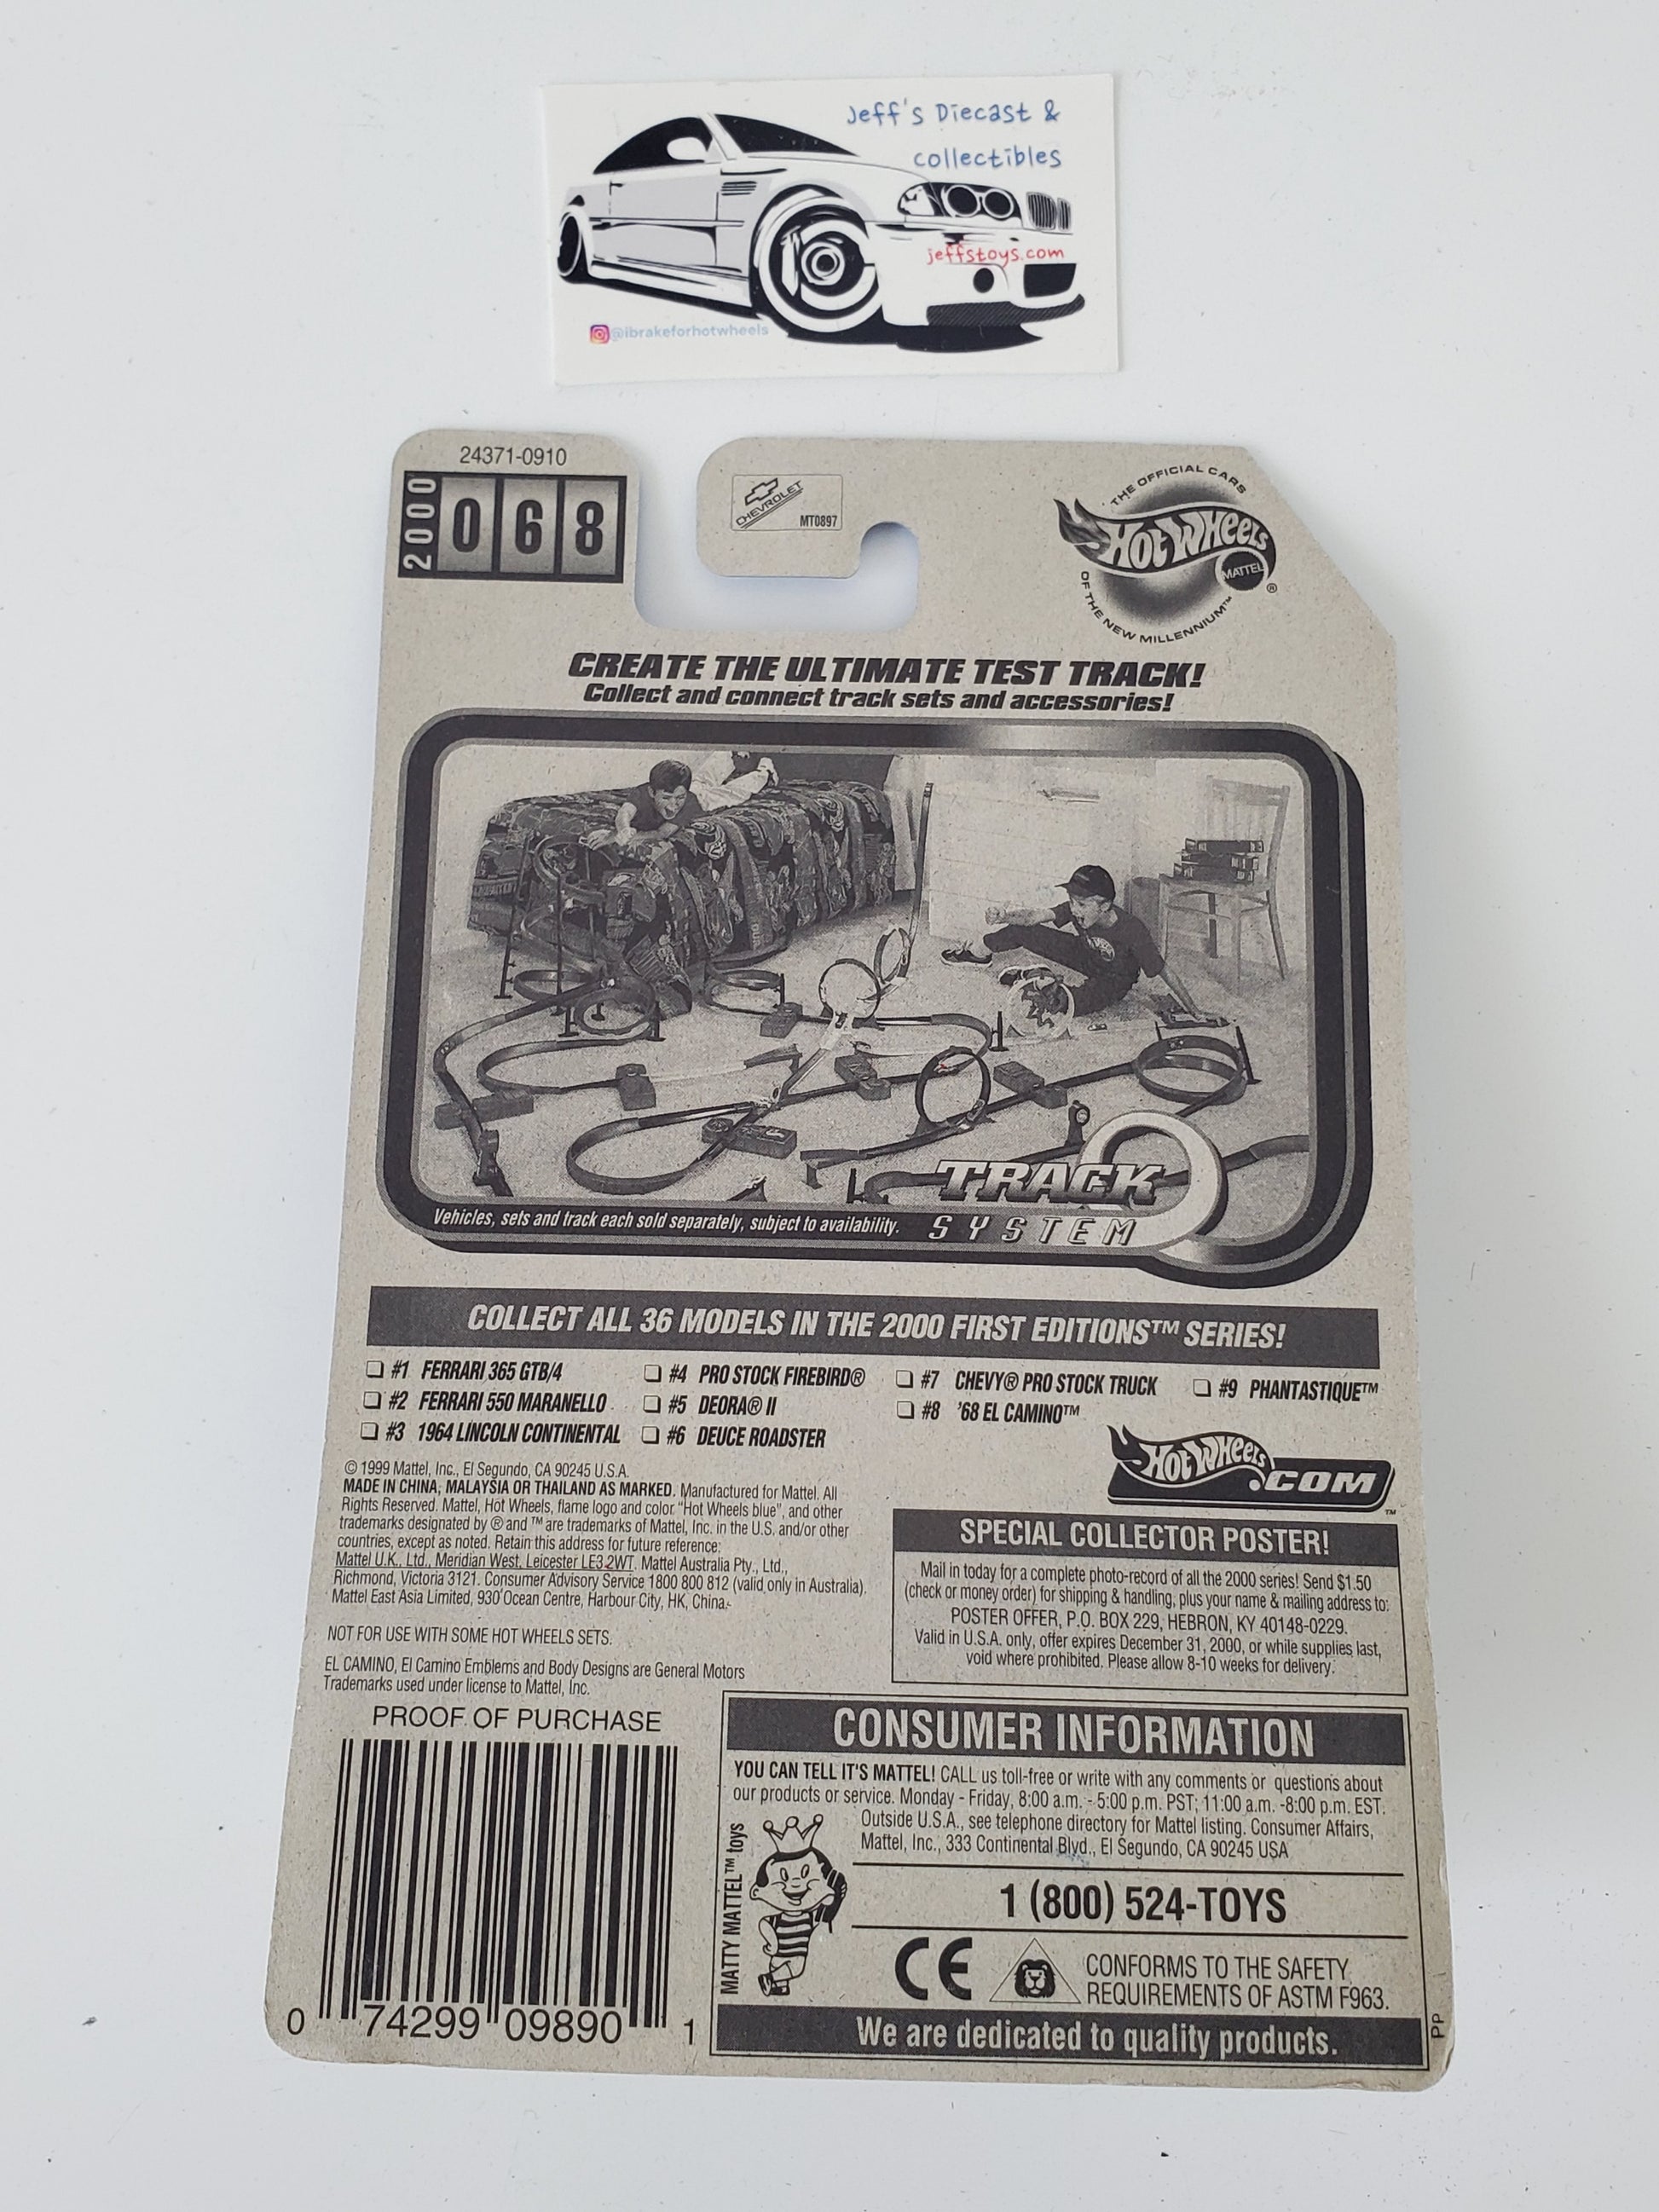 Jeff's Diecast &
collectibles
jeffstoys.com
@ibrakeforhotwheels
24371-0910
2000 068
CHEVROLET
MT0897
THE OFFICIAL CARS
HOT WHEELS
MATTEL
®
OF THE NEW MILLENNIUM™
CREATE THE ULTIMATE TEST TRACK!
Collect and connect track sets and accessories!
TRACK
SYSTEM
Vehicles, sets and track each sold separately, subject to availability.
COLLECT ALL 36 MODELS IN THE 2000 FIRST EDITIONS™ SERIES!
#1 FERRARI 365 GTB/4
#2 FERRARI 550 MARANELLO
#3 1964 LINCOLN CONTINENTAL
#4 PRO STOCK FIREBIRD®
#5 DEORA® II
#6 DEUCE ROADSTER
#7 CHEVY® PRO STOCK TRUCK
#8 '68 EL CAMINO™
#9 PHANTASTIQUE™
HOT WHEELS
.COM
™
© 1999 Mattel, Inc., El Segundo, CA 90245 U.S.A.
MADE IN CHINA, MALAYSIA OR THAILAND AS MARKED. Manufactured for Mattel. All
Rights Reserved. Mattel, Hot Wheels, flame logo and color "Hot Wheels blue", and other
trademarks designated by ® and ™ are trademarks of Mattel, Inc. in the U.S. and/or other
countries, except as noted. Retain this address for future reference:
Mattel U.K., Ltd., Meridian West, Leicester LE3 2WT. Mattel Australia Pty., Ltd.,
Richmond, Victoria 3121. Consumer Advisory Service 1800 800 812 (valid only in Australia).
Mattel East Asia Limited, 930 Ocean Centre, Harbour City, HK, China.
NOT FOR USE WITH SOME HOT WHEELS SETS.
EL CAMINO, El Camino Emblems and Body Designs are General Motors
Trademarks used under license to Mattel, Inc.
SPECIAL COLLECTOR POSTER!
Mail in today for a complete photo-record of all the 2000 series! Send $1.50
(check or money order) for shipping & handling, plus your name & mailing address to:
POSTER OFFER, P.O. BOX 229, HEBRON, KY 40148-0229.
Valid in U.S.A. only, offer expires December 31, 2000, or while supplies last,
void where prohibited. Please allow 8-10 weeks for delivery.
PROOF OF PURCHASE
0 74299 09890 1
CONSUMER INFORMATION
YOU CAN TELL IT'S MATTEL! CALL us toll-free or write with any comments or questions about
our products or service. Monday - Friday, 8:00 a.m. - 5:00 p.m. PST; 11:00 a.m. -8:00 p.m. EST.
Outside U.S.A., see telephone directory for Mattel listing. Consumer Affairs,
Mattel, Inc., 333 Continental Blvd., El Segundo, CA 90245 USA
MATTY MATTEL™ toys
1 (800) 524-TOYS
CE
CONFORMS TO THE SAFETY
REQUIREMENTS OF ASTM F963.
We are dedicated to quality products.
PP